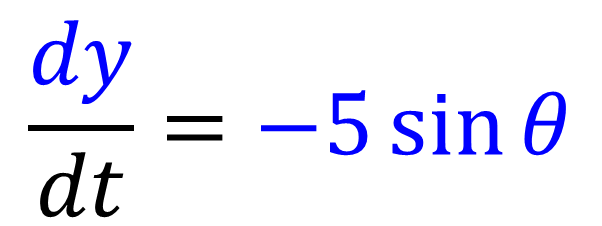 dy/dt = −5 sin θ